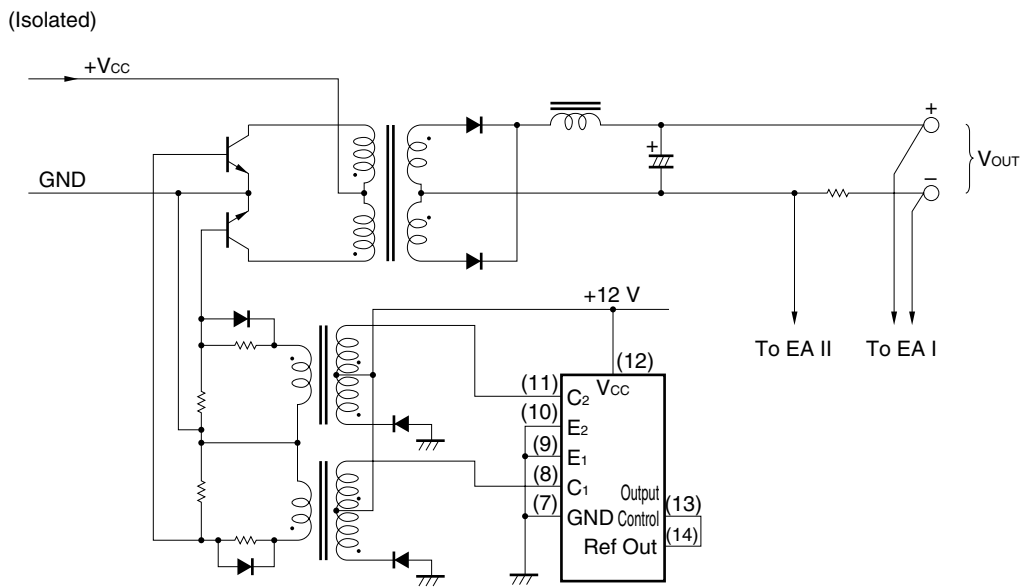 (Isolated)
+VCC
GND
+
+
−
VOUT
+12 V
To EA II
To EA I
(12)
VCC
(11)
C2
(10)
E2
(9)
E1
(8)
C1
(7)
GND
Output
Control
(13)
Ref Out
(14)